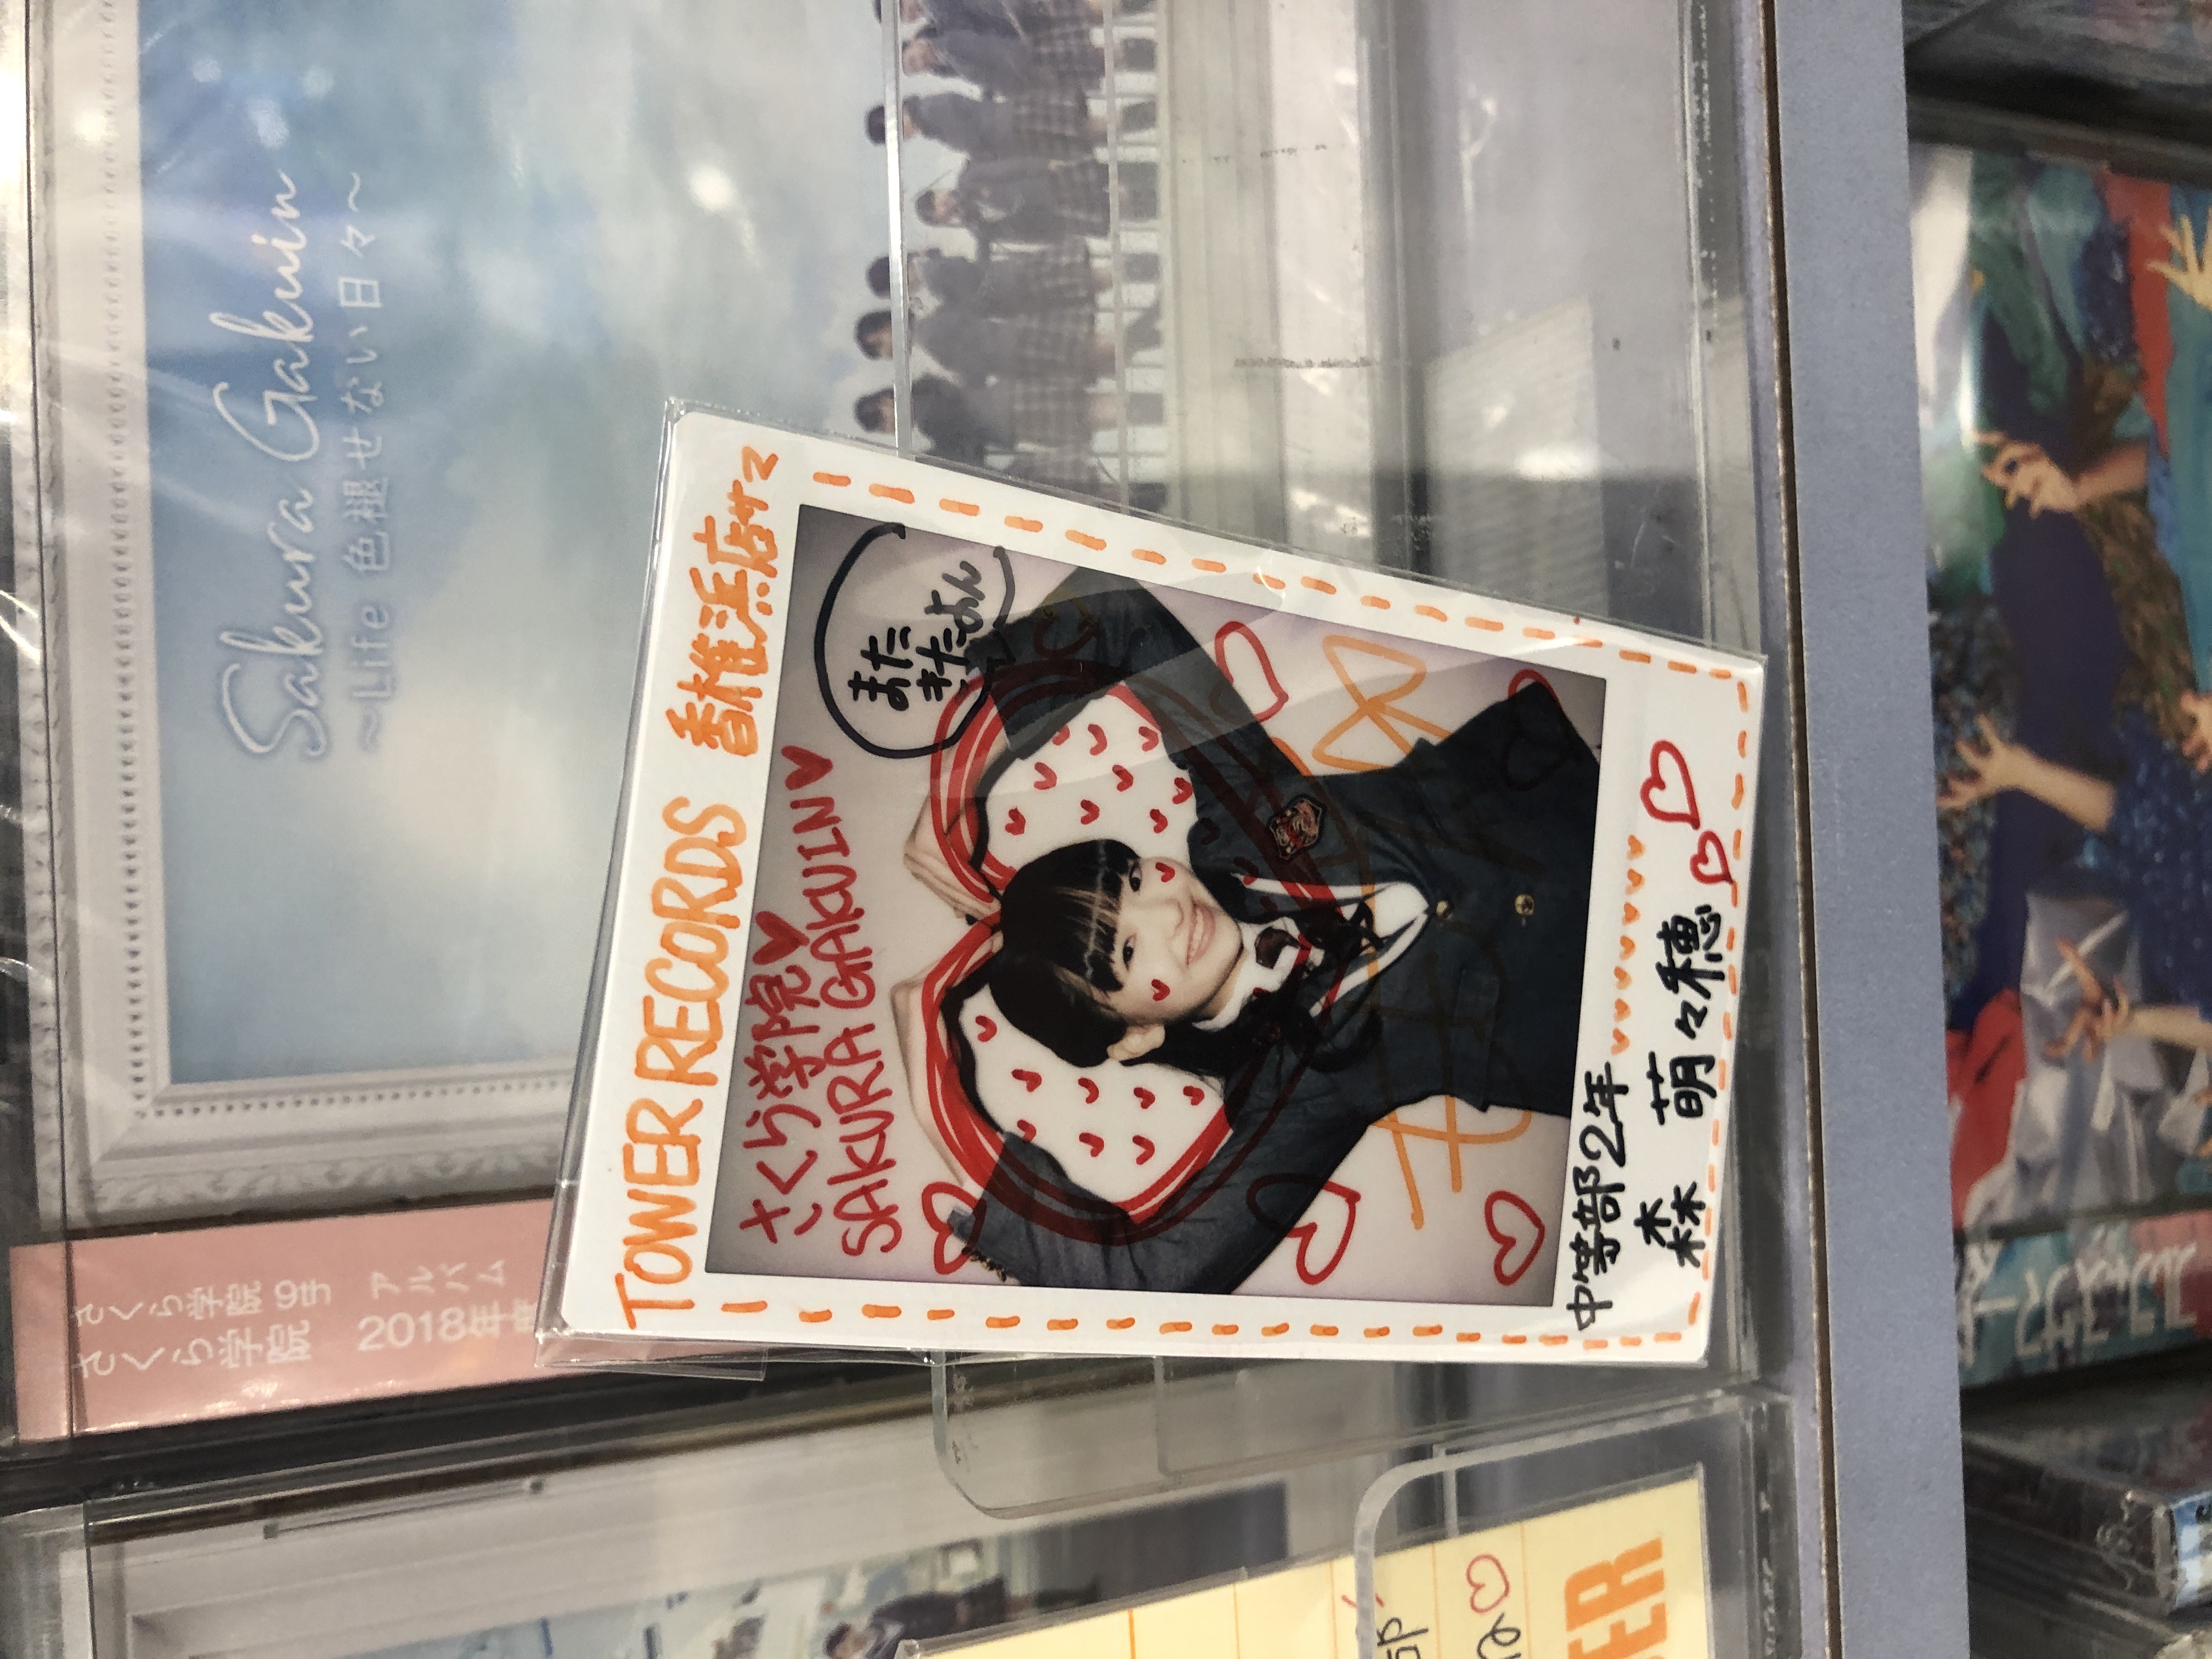 さくら学院 9th アルバム
さくら学院 2018年度
Sakura Gakuin
〜Life 色褪せない日々〜
TOWER RECORDS 香椎浜店サマ
さくら学院♥
SAKURA GAKUIN♥
また
きたよん
中等部2年
森 萌々穂
部
ね♡
ER